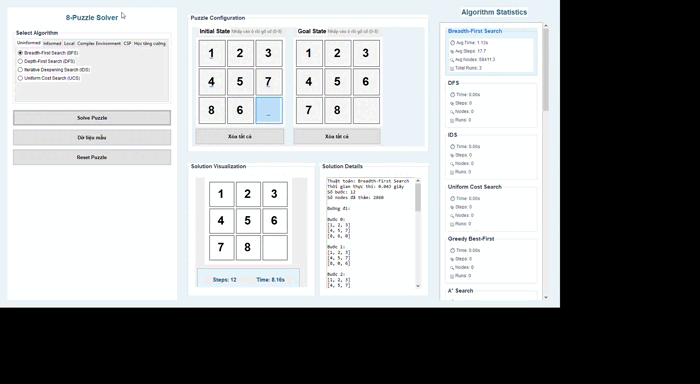 8-Puzzle Solver
Select Algorithm
Uninformed Informed Local Complex Environment CSP Học tăng cường
Breadth-First Search (BFS)
Depth-First Search (DFS)
Iterative Deepening Search (IDS)
Uniform Cost Search (UCS)
Solve Puzzle
Dữ liệu mẫu
Reset Puzzle
Puzzle Configuration
Initial State Nhấp vào ô rồi gõ số (0-8)
1 2 3
4 5 7
8 6 _
Xóa tất cả
Goal State Nhấp vào ô rồi gõ số (0-8)
1 2 3
4 5 6
7 8
Xóa tất cả
Solution Visualization
1 2 3
4 5 6
7 8
Steps: 12 Time: 8.16s
Solution Details
Thuật toán: Breadth-First Search
Thời gian thực thi: 0.043 giây
Số bước: 12
Số nodes đã thăm: 2860
Đường đi:
Bước 0:
[1, 2, 3]
[4, 5, 7]
[8, 6, 0]
Bước 1:
[1, 2, 3]
[4, 5, 7]
[8, 0, 6]
Bước 2:
[1, 2, 3]
[4, 5, 7]
Algorithm Statistics
Breadth-First Search
Avg Time: 1.12s
Avg Steps: 17.7
Avg Nodes: 58411.3
Total Runs: 3
DFS
Time: 0.00s
Steps: 0
Nodes: 0
Runs: 0
IDS
Time: 0.00s
Steps: 0
Nodes: 0
Runs: 0
Uniform Cost Search
Time: 0.00s
Steps: 0
Nodes: 0
Runs: 0
Greedy Best-First
Time: 0.00s
Steps: 0
Nodes: 0
Runs: 0
A* Search
Time: 0.00s